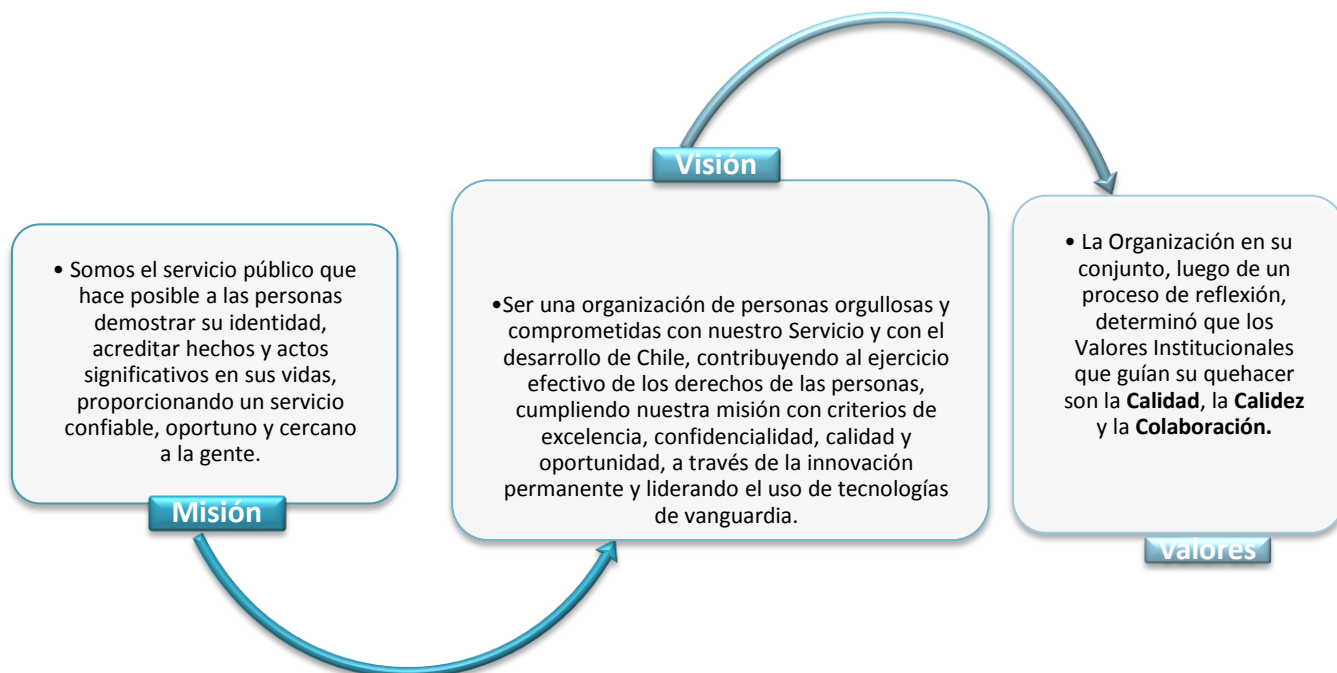 • Somos el servicio público que
hace posible a las personas
demostrar su identidad,
acreditar hechos y actos
significativos en sus vidas,
proporcionando un servicio
confiable, oportuno y cercano
a la gente.
Misión
Visión
•Ser una organización de personas orgullosas y
comprometidas con nuestro Servicio y con el
desarrollo de Chile, contribuyendo al ejercicio
efectivo de los derechos de las personas,
cumpliendo nuestra misión con criterios de
excelencia, confidencialidad, calidad y
oportunidad, a través de la innovación
permanente y liderando el uso de tecnologías
de vanguardia.
• La Organización en su
conjunto, luego de un
proceso de reflexión,
determinó que los
Valores Institucionales
que guían su quehacer
son la Calidad, la Calidez
y la Colaboración.
Valores